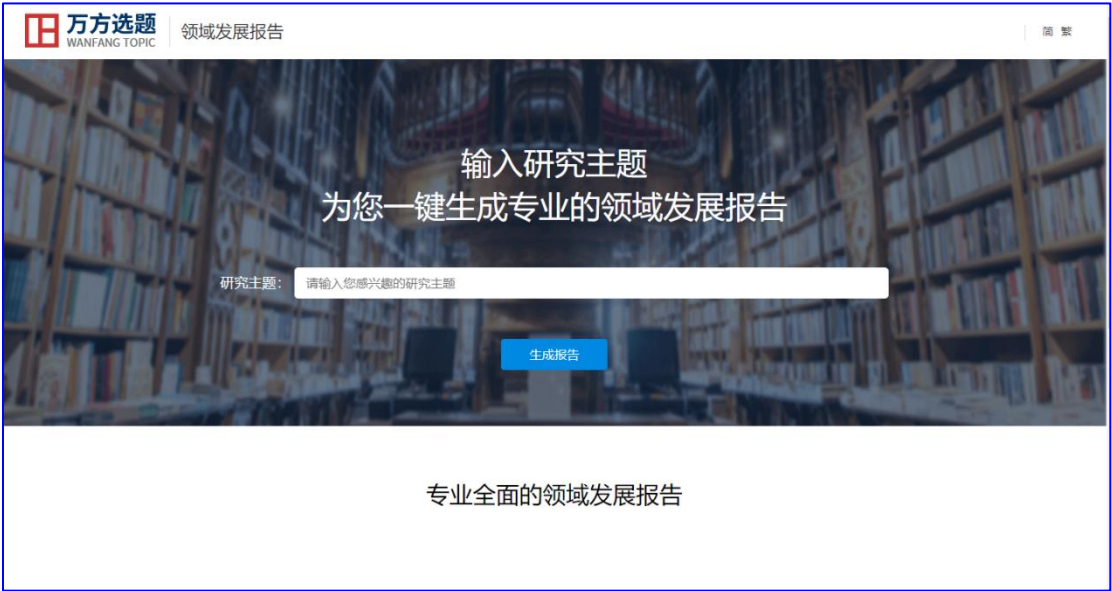 万方选题
WANFANG TOPIC
领域发展报告
简 繁
输入研究主题
为您一键生成专业的领域发展报告
研究主题：
请输入您感兴趣的研究主题
生成报告
专业全面的领域发展报告